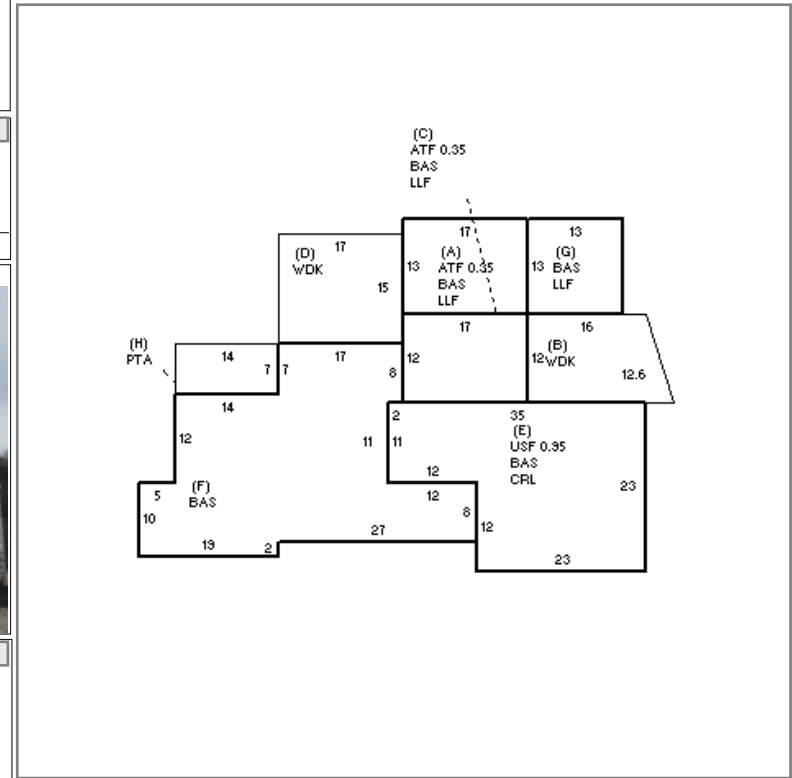 (C)
ATF 0.35
BAS
LLF
17
13
17
(D)
WDK
(A)
ATF 0.35
BAS
LLF
(G)
BAS
LLF
13
13
15
17
16
(H)
PTA
14
7
7
17
8
12
12
(B)
WDK
12.6
14
2
35
(E)
USF 0.95
BAS
CRL
12
11
11
12
12
23
5
10
(F)
BAS
8
12
27
19
2
23